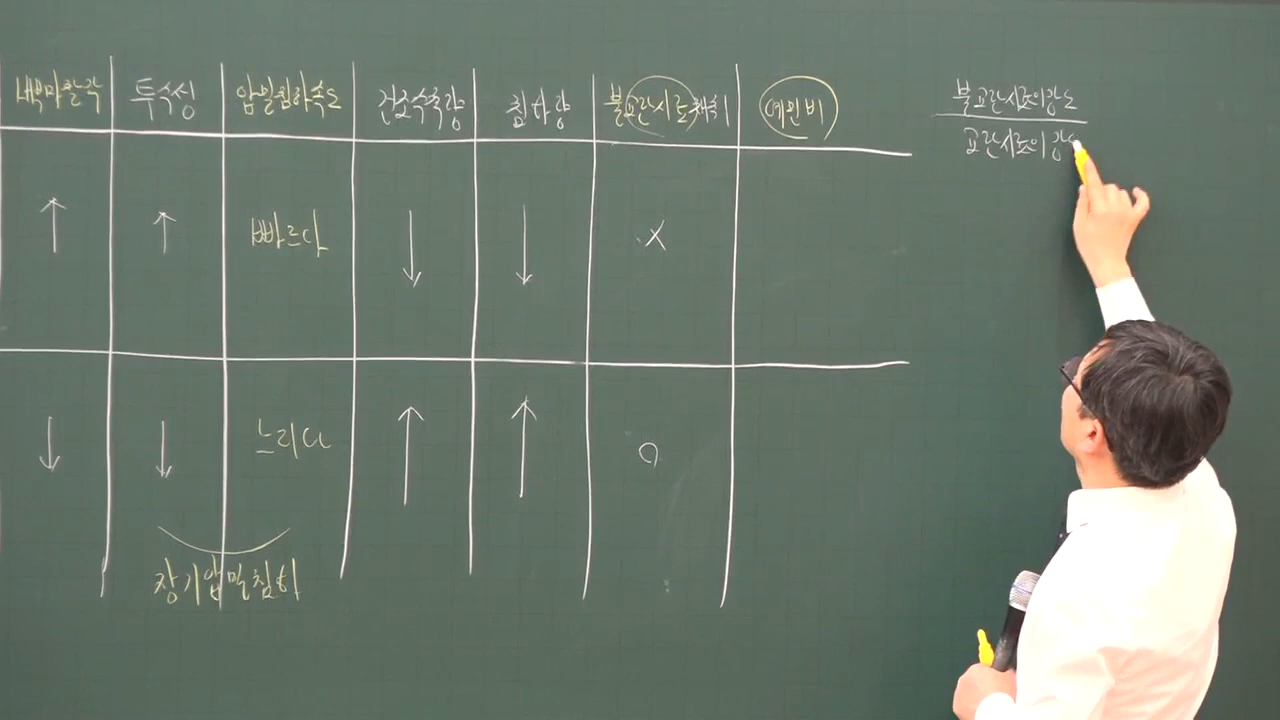 내부마찰각 투수성 압밀침하속도 건조수축량 침하량 불교란시료채취 예민비
불교란시료의강도
교란시료의강도
↑ ↑ 빠르다 ↓ ↓ X
↓ ↓ 느리다 ↑ ↑ O
장기압밀침하